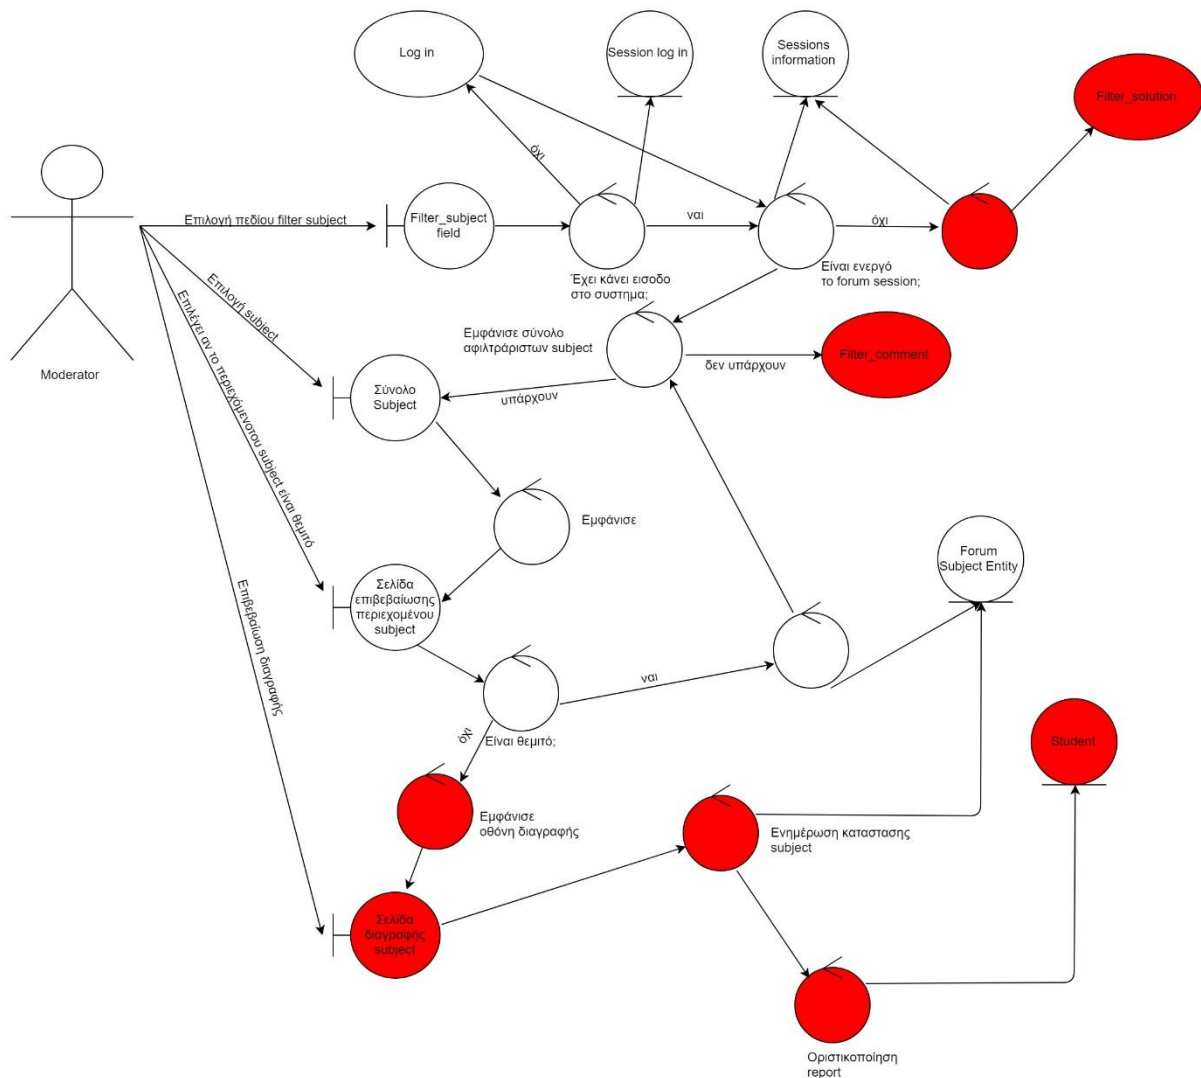 Log in
Session log in
Sessions
information
Filter_solution
όχι
Επιλογή πεδίου filter subject
Filter_subject
field
ναι
όχι
Έχει κάνει εισοδο
στο συστημα;
Είναι ενεργό
το forum session;
Moderator
Επιλογή subject
Εμφάνισε σύνολο
αφιλτράριστων subject
δεν υπάρχουν
Filter_comment
Σύνολο
Subject
υπάρχουν
Επιλέγει αν το περιεχόμενοτου subject είναι θεμιτό
Εμφάνισε
Forum
Subject Entity
Σελίδα
επιβεβαίωσης
περιεχομένου
subject
Επιβεβαίωση διαγραφής
ναι
όχι
Είναι θεμιτό;
Student
Εμφάνισε
οθόνη διαγραφής
Ενημέρωση καταστασης
subject
Σελίδα
διαγραφής
subject
Οριστικοποίηση
report